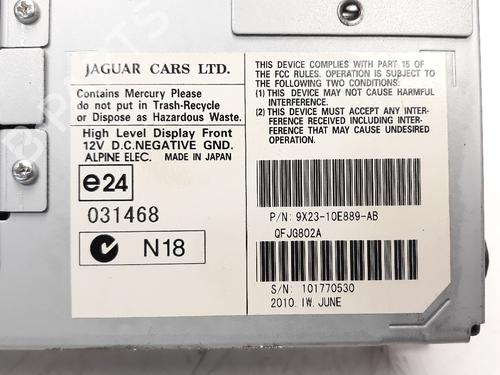 JAGUAR CARS LTD.
Contains Mercury Please
do not put in Trash-Recycle
or Dispose as Hazardous Waste.
High Level Display Front
12V D.C.NEGATIVE GND.
ALPINE ELEC. MADE IN JAPAN
e24
031468
N18
THIS DEVICE COMPLIES WITH PART 15 OF
THE FCC RULES. OPERATION IS SUBJECT TO
THE FOLLOWING TWO CONDITIONS:
(1) THIS DEVICE MAY NOT CAUSE HARMFUL
INTERFERENCE.
(2) THIS DEVICE MUST ACCEPT ANY INTER-
FERENCE RECEIVED INCLUDING INTER-
FERENCE THAT MAY CAUSE UNDESIRED
OPERATION.
P/N: 9X23-10E889-AB
QFJG802A
S/N: 101770530
2010. IW. JUNE